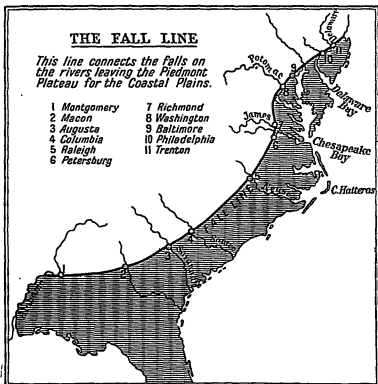 THE FALL LINE
This line connects the falls on
the rivers leaving the Piedmont
Plateau for the Coastal Plains.
1 Montgomery
2 Macon
3 Augusta
4 Columbia
5 Raleigh
6 Petersburg
7 Richmond
8 Washington
9 Baltimore
10 Philadelphia
11 Trenton
Delaware
Potomac
Delaware
Bay
James
Chesapeake
Bay
C. Hatteras
FALL LINE